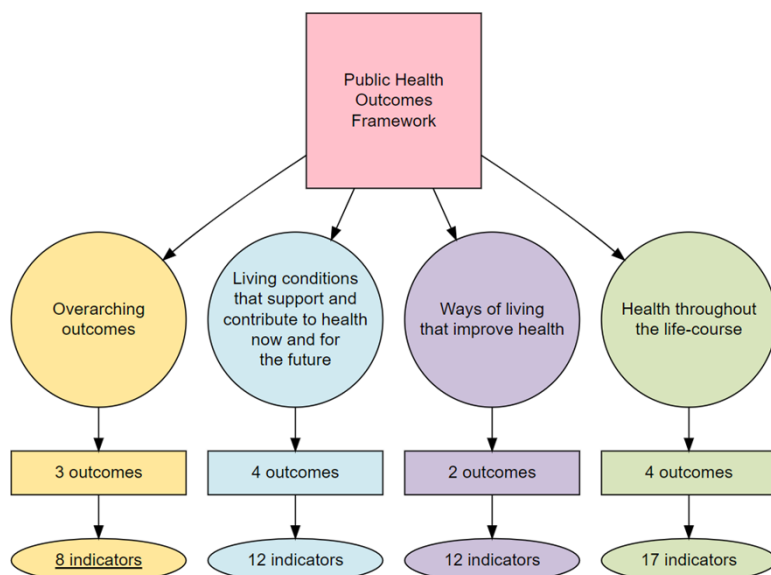 Public Health
Outcomes
Framework
Overarching
outcomes
Living conditions
that support and
contribute to health
now and for
the future
Ways of living
that improve health
Health throughout
the life-course
3 outcomes
4 outcomes
2 outcomes
4 outcomes
8 indicators
12 indicators
12 indicators
17 indicators